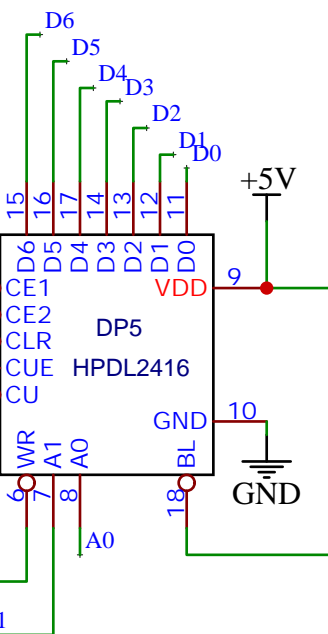 D6
D5
D4
D3
D2
D1
D0
+5V
15 16 17 14 13 12 11
D6 D5 D4 D3 D2 D1 D0
CE1 VDD 9
CE2
DP5
CLR
CUE HPDL2416
CU
GND 10
WR A1 A0 BL
6 7 8 18
GND
A0